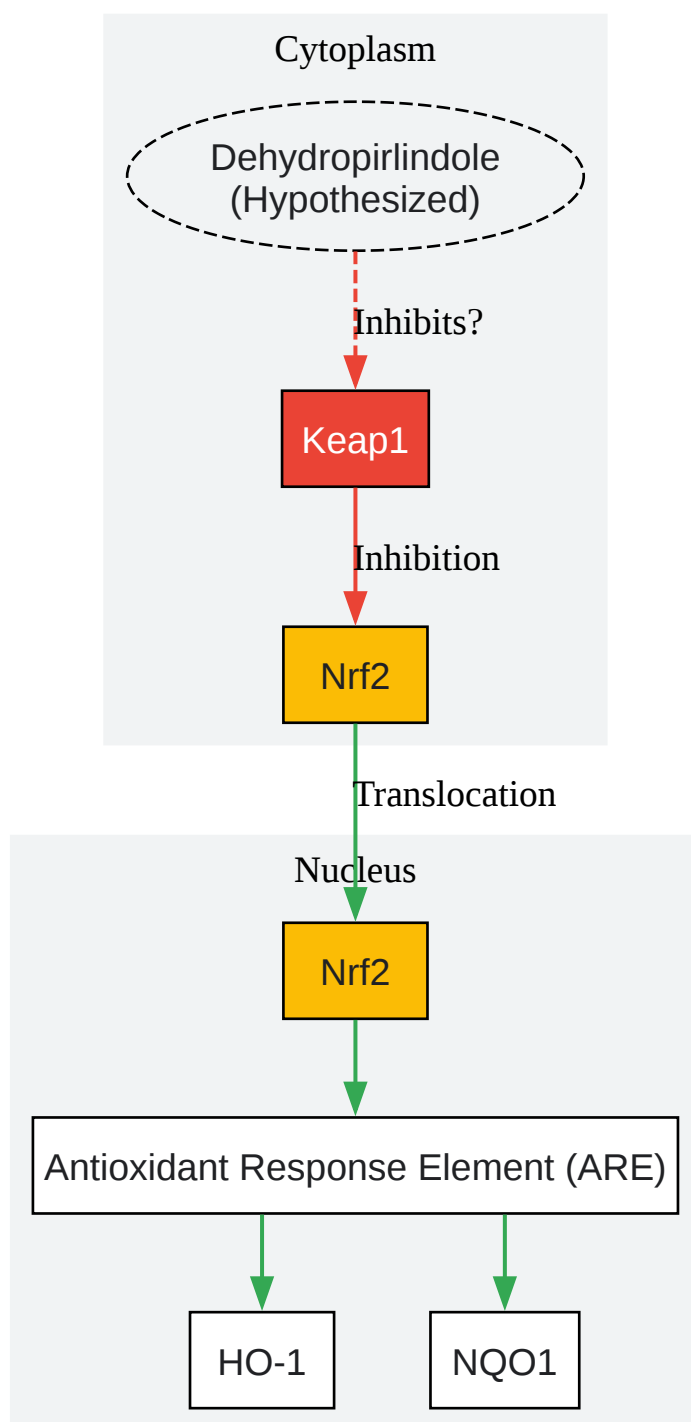 Cytoplasm
Dehydropirlindole
(Hypothesized)
Inhibits?
Keap1
Inhibition
Nrf2
Translocation
Nucleus
Nrf2
Antioxidant Response Element (ARE)
HO-1
NQO1